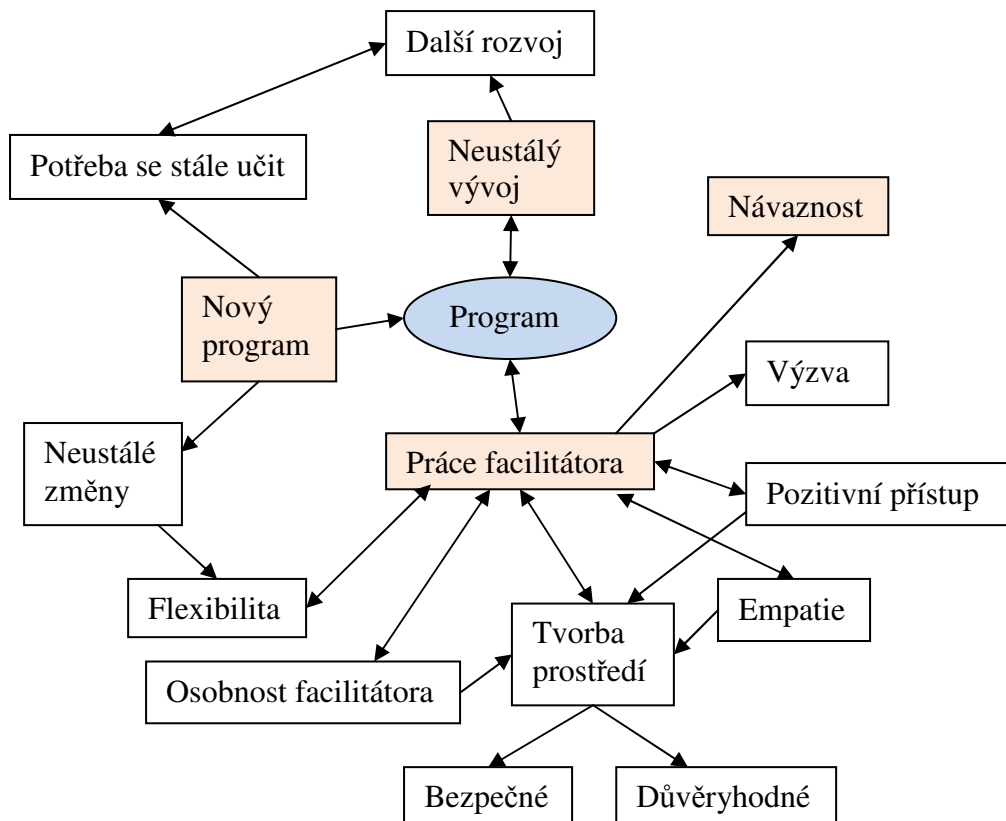 Další rozvoj
Potřeba se stále učit
Neustálý
vývoj
Návaznost
Nový
program
Program
Výzva
Neustálé
změny
Práce facilitátora
Pozitivní přístup
Flexibilita
Tvorba
prostředí
Empatie
Osobnost facilitátora
Bezpečné
Důvěryhodné